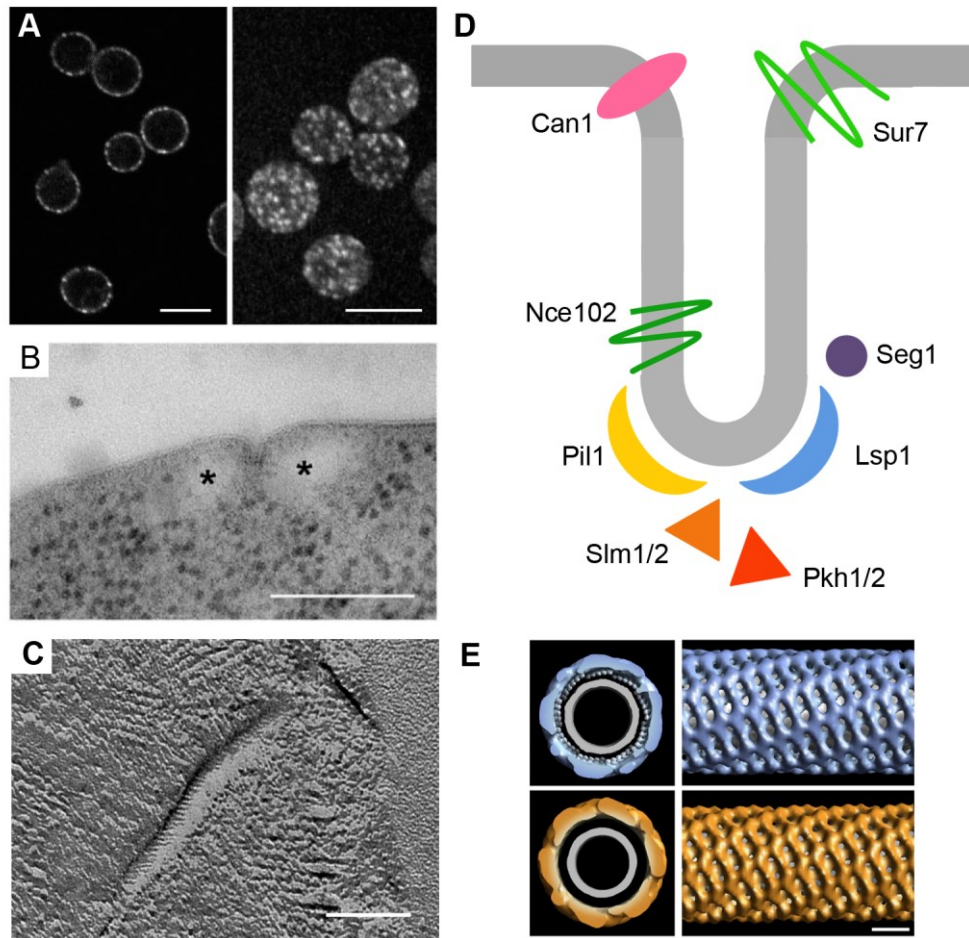 A
B
*
*
C
D
Can1
Sur7
Nce102
Seg1
Pil1
Lsp1
Slm1/2
Pkh1/2
E